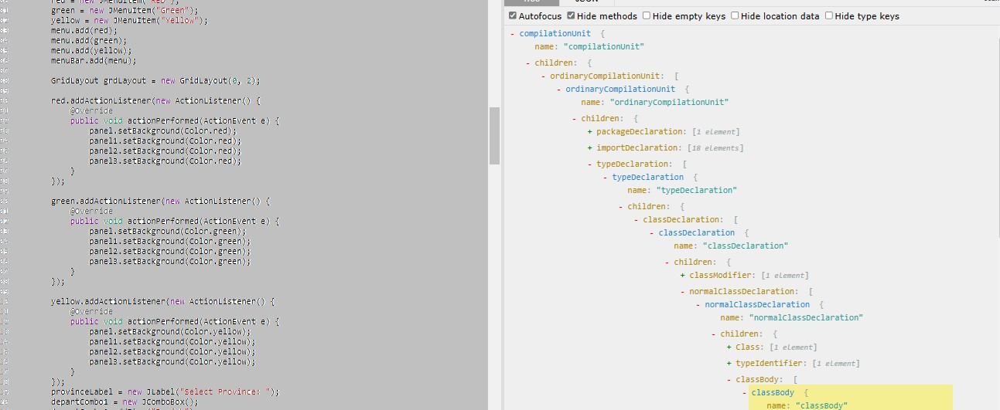 red = new JMenuItem("Red");
green = new JMenuItem("Green");
yellow = new JMenuItem("Yellow");
menu.add(red);
menu.add(green);
menu.add(yellow);
menuBar.add(menu);
GridLayout grdLayout = new GridLayout(0, 2);
red.addActionListener(new ActionListener() {
@Override
public void actionPerformed(ActionEvent e) {
panel.setBackground(Color.red);
panel1.setBackground(Color.red);
panel2.setBackground(Color.red);
panel3.setBackground(Color.red);
}
});
green.addActionListener(new ActionListener() {
@Override
public void actionPerformed(ActionEvent e) {
panel.setBackground(Color.green);
panel1.setBackground(Color.green);
panel2.setBackground(Color.green);
panel3.setBackground(Color.green);
}
});
yellow.addActionListener(new ActionListener() {
@Override
public void actionPerformed(ActionEvent e) {
panel.setBackground(Color.yellow);
panel1.setBackground(Color.yellow);
panel2.setBackground(Color.yellow);
panel3.setBackground(Color.yellow);
}
});
provinceLabel = new JLabel("Select Province: ");
departCombo1 = new JComboBox();
Autofocus Hide methods Hide empty keys Hide location data Hide type keys
- compilationUnit {
name: "compilationUnit"
- children: {
- ordinaryCompilationUnit: [
- ordinaryCompilationUnit {
name: "ordinaryCompilationUnit"
- children: {
+ packageDeclaration: [1 element]
+ importDeclaration: [18 elements]
- typeDeclaration: [
- typeDeclaration {
name: "typeDeclaration"
- children: {
- classDeclaration: [
- classDeclaration {
name: "classDeclaration"
- children: {
+ classModifier: [1 element]
- normalClassDeclaration: [
- normalClassDeclaration {
name: "normalClassDeclaration"
- children: {
+ Class: [1 element]
+ typeIdentifier: [1 element]
- classBody: [
- classBody {
name: "classBody"